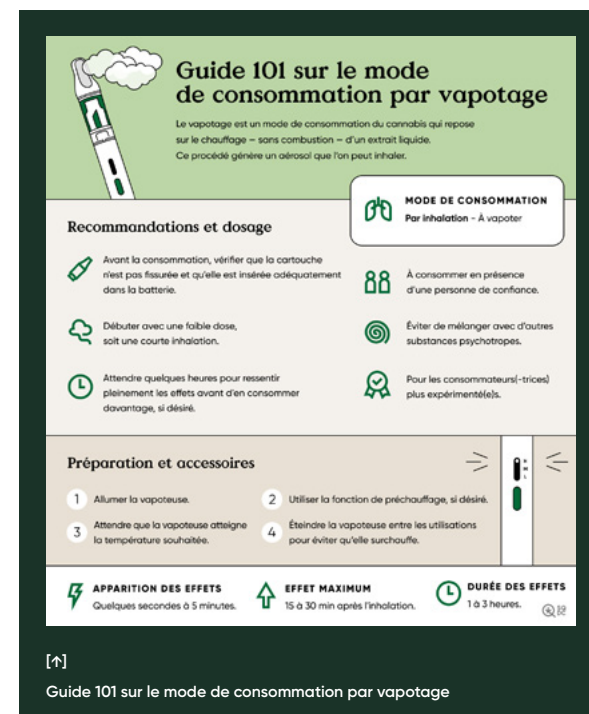 Guide 101 sur le mode
de consommation par vapotage
Le vapotage est un mode de consommation du cannabis qui repose
sur le chauffage – sans combustion – d'un extrait liquide.
Ce procédé génère un aérosol que l'on peut inhaler.
MODE DE CONSOMMATION
Par inhalation - À vapoter
Recommandations et dosage
Avant la consommation, vérifier que la cartouche
n'est pas fissurée et qu'elle est insérée adéquatement
dans la batterie.
À consommer en présence
d'une personne de confiance.
Débuter avec une faible dose,
soit une courte inhalation.
Éviter de mélanger avec d'autres
substances psychotropes.
Attendre quelques heures pour ressentir
pleinement les effets avant d'en consommer
davantage, si désiré.
Pour les consommateurs(-trices)
plus expérimenté(e)s.
Préparation et accessoires
H
M
L
1 Allumer la vapoteuse.
2 Utiliser la fonction de préchauffage, si désiré.
3 Attendre que la vapoteuse atteigne
la température souhaitée.
4 Éteindre la vapoteuse entre les utilisations
pour éviter qu'elle surchauffe.
APPARITION DES EFFETS
Quelques secondes à 5 minutes.
EFFET MAXIMUM
15 à 30 min après l'inhalation.
DURÉE DES EFFETS
1 à 3 heures.
[↑]
Guide 101 sur le mode de consommation par vapotage